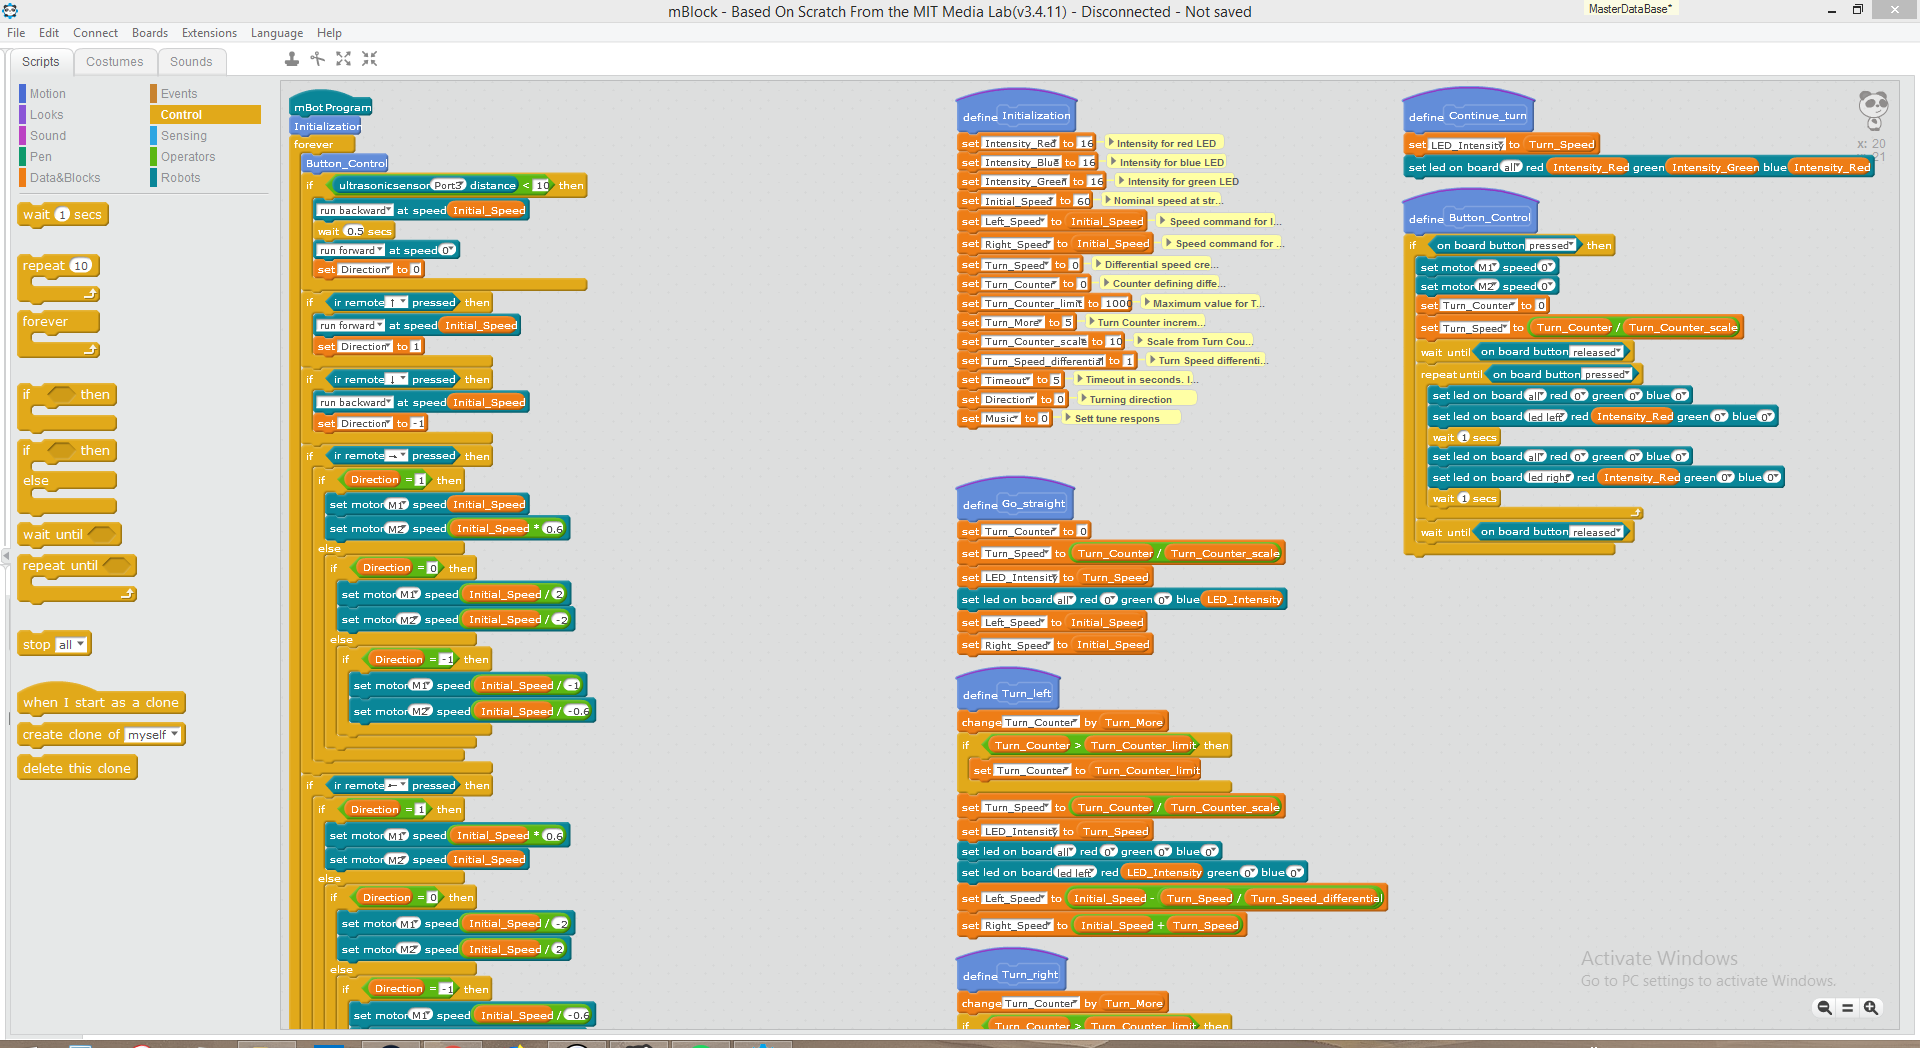 mBlock - Based On Scratch From the MIT Media Lab(v3.4.11) - Disconnected - Not saved
MasterDataBase*
File Edit Connect Boards Extensions Language Help
Scripts Costumes Sounds
Motion Events
Looks Control
Sound Sensing
Pen Operators
Data&Blocks Robots
wait 1 secs
repeat 10
forever
if then
if then
else
wait until
repeat until
stop all
when I start as a clone
create clone of myself
delete this clone
mBot Program
Initialization
forever
Button_Control
if ultrasonicsensor Port3 distance < 10 then
run backward at speed Initial_Speed
wait 0.5 secs
run forward at speed 0
set Direction to 0
if ir remote ↑ pressed then
run forward at speed Initial_Speed
set Direction to 1
if ir remote ↓ pressed then
run backward at speed Initial_Speed
set Direction to -1
if ir remote → pressed then
if Direction = 1 then
set motor M1 speed Initial_Speed
set motor M2 speed Initial_Speed * 0.6
else
if Direction = 0 then
set motor M1 speed Initial_Speed / 2
set motor M2 speed Initial_Speed / -2
else
if Direction = -1 then
set motor M1 speed Initial_Speed / -1
set motor M2 speed Initial_Speed / -0.6
if ir remote ← pressed then
if Direction = 1 then
set motor M1 speed Initial_Speed * 0.6
set motor M2 speed Initial_Speed
else
if Direction = 0 then
set motor M1 speed Initial_Speed / -2
set motor M2 speed Initial_Speed / 2
else
if Direction = -1 then
set motor M1 speed Initial_Speed / -0.6
define Initialization
set Intensity_Red to 16 Intensity for red LED
set Intensity_Blue to 16 Intensity for blue LED
set Intensity_Green to 16 Intensity for green LED
set Initial_Speed to 60 Nominal speed at str...
set Left_Speed to Initial_Speed Speed command for l...
set Right_Speed to Initial_Speed Speed command for ...
set Turn_Speed to 0 Differential speed cre...
set Turn_Counter to 0 Counter defining diffe...
set Turn_Counter_limit to 1000 Maximum value for T...
set Turn_More to 5 Turn Counter increm...
set Turn_Counter_scale to 10 Scale from Turn Cou...
set Turn_Speed_differential to 1 Turn Speed differenti...
set Timeout to 5 Timeout in seconds. I...
set Direction to 0 Turning direction
set Music to 0 Sett tune respons
define Go_straight
set Turn_Counter to 0
set Turn_Speed to Turn_Counter / Turn_Counter_scale
set LED_Intensity to Turn_Speed
set led on board all red 0 green 0 blue LED_Intensity
set Left_Speed to Initial_Speed
set Right_Speed to Initial_Speed
define Turn_left
change Turn_Counter by Turn_More
if Turn_Counter > Turn_Counter_limit then
set Turn_Counter to Turn_Counter_limit
set Turn_Speed to Turn_Counter / Turn_Counter_scale
set LED_Intensity to Turn_Speed
set led on board all red 0 green 0 blue 0
set led on board led left red LED_Intensity green 0 blue 0
set Left_Speed to Initial_Speed - Turn_Speed / Turn_Speed_differential
set Right_Speed to Initial_Speed + Turn_Speed
define Turn_right
change Turn_Counter by Turn_More
if Turn_Counter > Turn_Counter_limit then
define Continue_turn
set LED_Intensity to Turn_Speed
set led on board all red Intensity_Red green Intensity_Green blue Intensity_Red
x: 20
21
define Button_Control
if on board button pressed then
set motor M1 speed 0
set motor M2 speed 0
set Turn_Counter to 0
set Turn_Speed to Turn_Counter / Turn_Counter_scale
wait until on board button released
repeat until on board button pressed
set led on board all red 0 green 0 blue 0
set led on board led left red Intensity_Red green 0 blue 0
wait 1 secs
set led on board all red 0 green 0 blue 0
set led on board led right red Intensity_Red green 0 blue 0
wait 1 secs
wait until on board button released
Activate Windows
Go to PC settings to activate Windows.